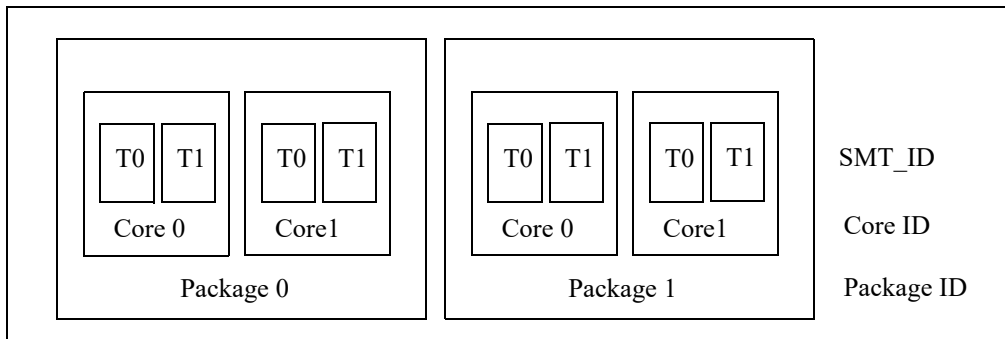 T0 T1 T0 T1 T0 T1 T0 T1 SMT_ID
Core 0 Core1 Core 0 Core1 Core ID
Package 0 Package 1 Package ID